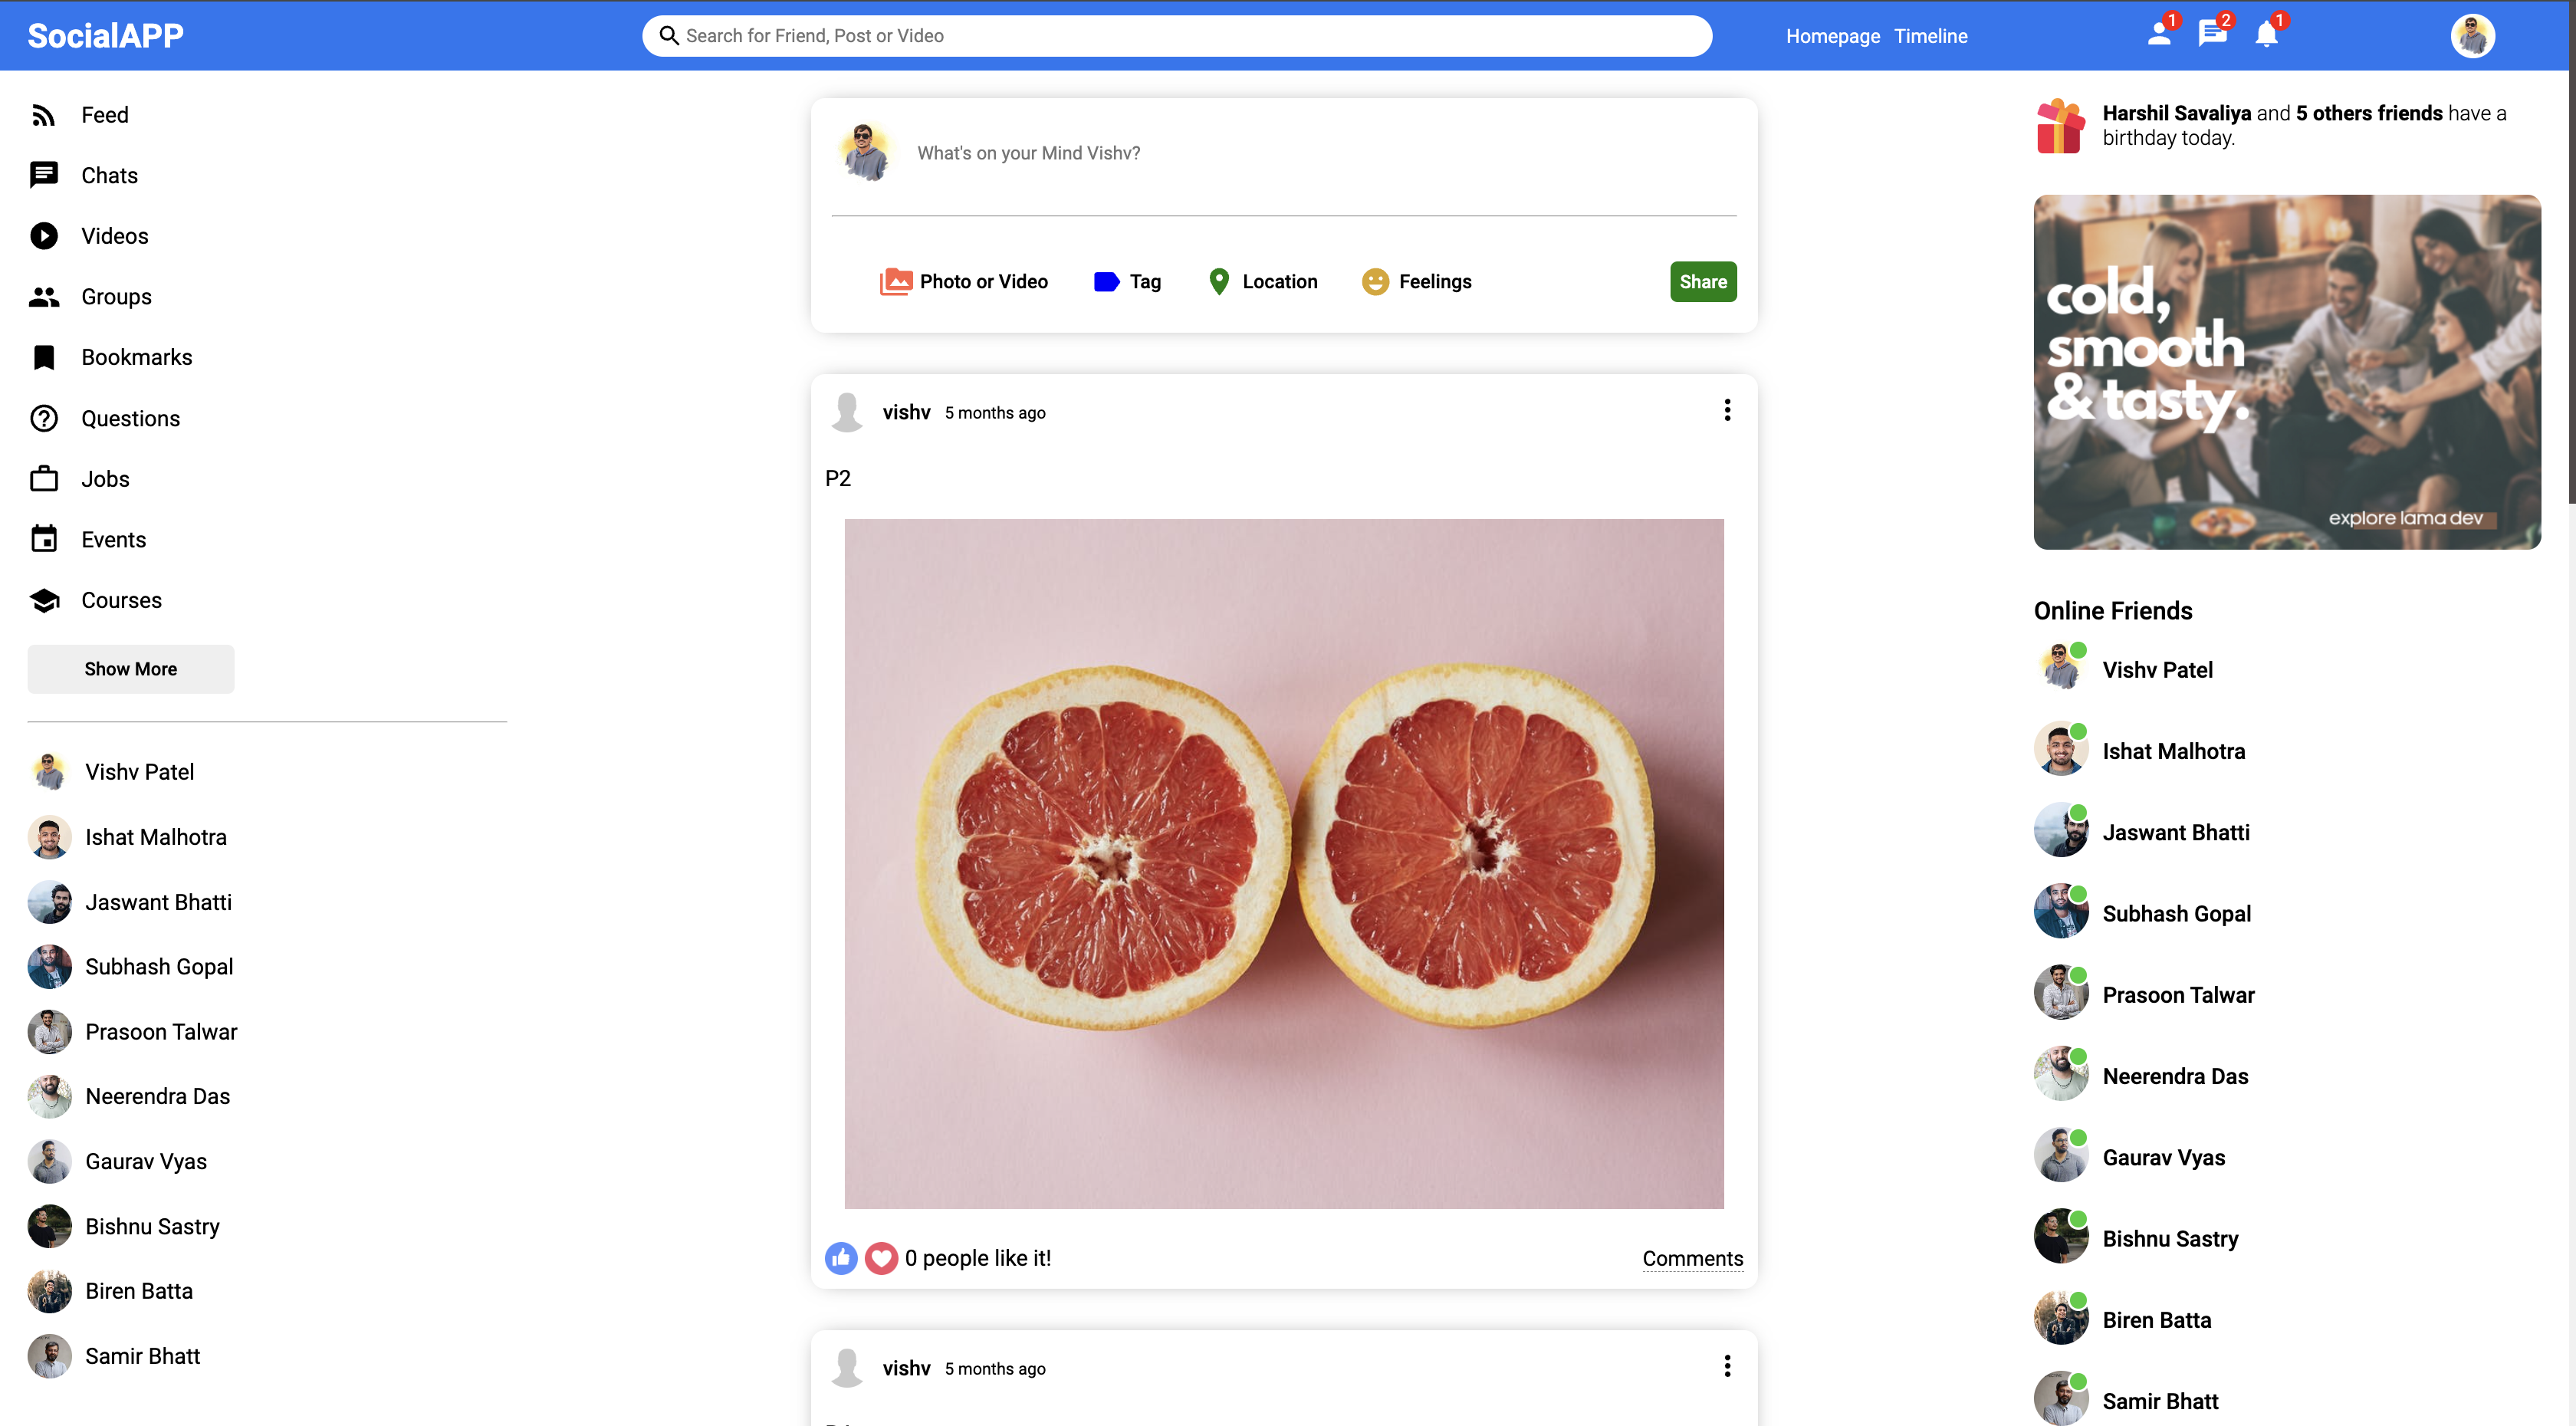 SocialAPP
Search for Friend, Post or Video
Homepage Timeline
1
2
1
Feed
Chats
Videos
Groups
Bookmarks
Questions
Jobs
Events
Courses
Show More
Vishv Patel
Ishat Malhotra
Jaswant Bhatti
Subhash Gopal
Prasoon Talwar
Neerendra Das
Gaurav Vyas
Bishnu Sastry
Biren Batta
Samir Bhatt
What's on your Mind Vishv?
Photo or Video
Tag
Location
Feelings
Share
vishv 5 months ago
P2
0 people like it!
Comments
vishv 5 months ago
Harshil Savaliya and 5 others friends have a
birthday today.
cold,
smooth
& tasty.
explore lama dev
Online Friends
Vishv Patel
Ishat Malhotra
Jaswant Bhatti
Subhash Gopal
Prasoon Talwar
Neerendra Das
Gaurav Vyas
Bishnu Sastry
Biren Batta
Samir Bhatt